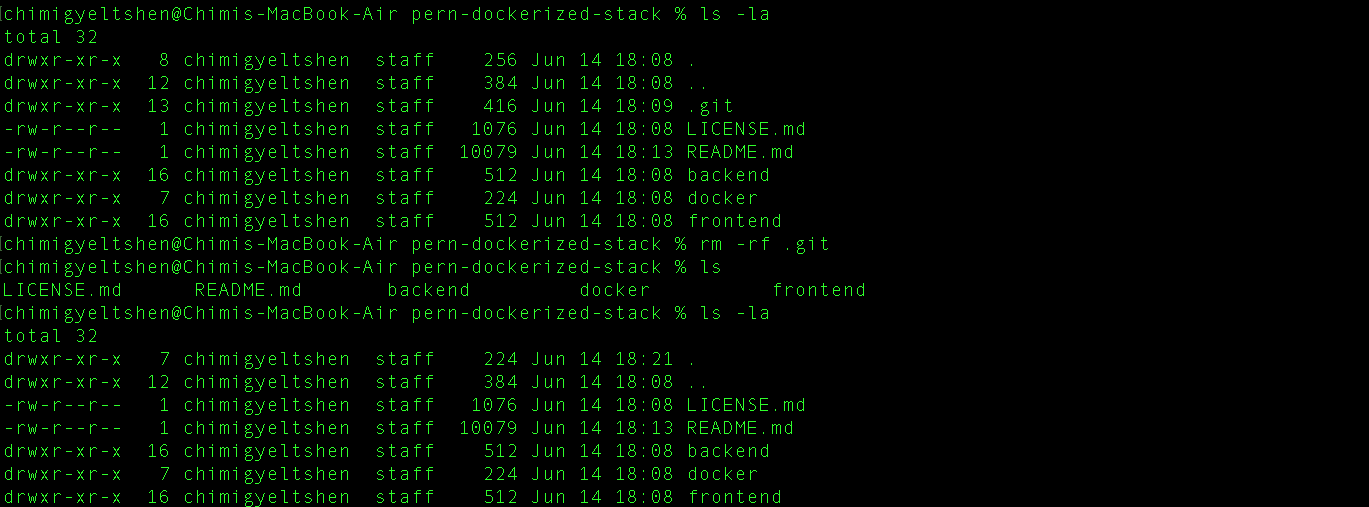 [chimigyeltshen@Chimis-MacBook-Air pern-dockerized-stack % ls -la
total 32
drwxr-xr-x   8 chimigyeltshen  staff    256 Jun 14 18:08 .
drwxr-xr-x  12 chimigyeltshen  staff    384 Jun 14 18:08 ..
drwxr-xr-x  13 chimigyeltshen  staff    416 Jun 14 18:09 .git
-rw-r--r--   1 chimigyeltshen  staff   1076 Jun 14 18:08 LICENSE.md
-rw-r--r--   1 chimigyeltshen  staff  10079 Jun 14 18:13 README.md
drwxr-xr-x  16 chimigyeltshen  staff    512 Jun 14 18:08 backend
drwxr-xr-x   7 chimigyeltshen  staff    224 Jun 14 18:08 docker
drwxr-xr-x  16 chimigyeltshen  staff    512 Jun 14 18:08 frontend
[chimigyeltshen@Chimis-MacBook-Air pern-dockerized-stack % rm -rf .git
[chimigyeltshen@Chimis-MacBook-Air pern-dockerized-stack % ls
LICENSE.md      README.md       backend         docker          frontend
[chimigyeltshen@Chimis-MacBook-Air pern-dockerized-stack % ls -la
total 32
drwxr-xr-x   7 chimigyeltshen  staff    224 Jun 14 18:21 .
drwxr-xr-x  12 chimigyeltshen  staff    384 Jun 14 18:08 ..
-rw-r--r--   1 chimigyeltshen  staff   1076 Jun 14 18:08 LICENSE.md
-rw-r--r--   1 chimigyeltshen  staff  10079 Jun 14 18:13 README.md
drwxr-xr-x  16 chimigyeltshen  staff    512 Jun 14 18:08 backend
drwxr-xr-x   7 chimigyeltshen  staff    224 Jun 14 18:08 docker
drwxr-xr-x  16 chimigyeltshen  staff    512 Jun 14 18:08 frontend